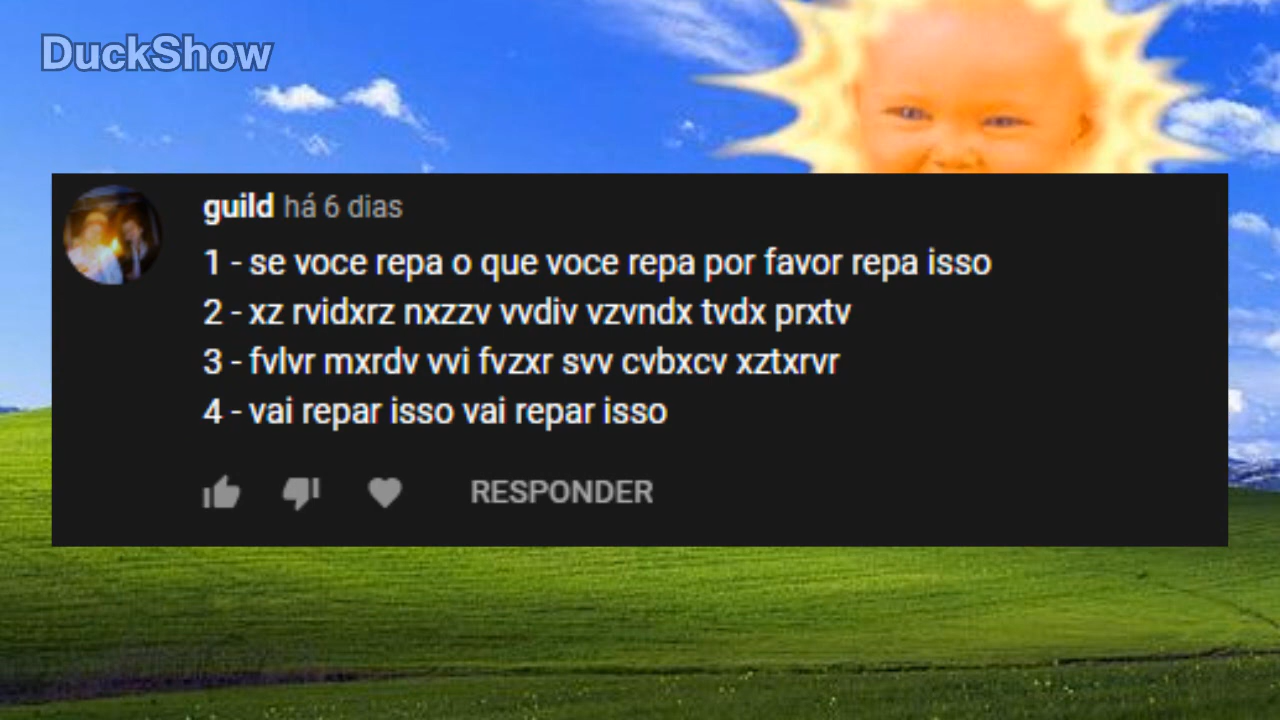 DuckShow
guild há 6 dias
1 - se voce repa o que voce repa por favor repa isso
2 - xz rvidxrz nxzzv vvdiv vzvndx tvdx prxtv
3 - fvlvr mxrdv vvi fvzxr svv cvbxcv xztxrvr
4 - vai repar isso vai repar isso
RESPONDER